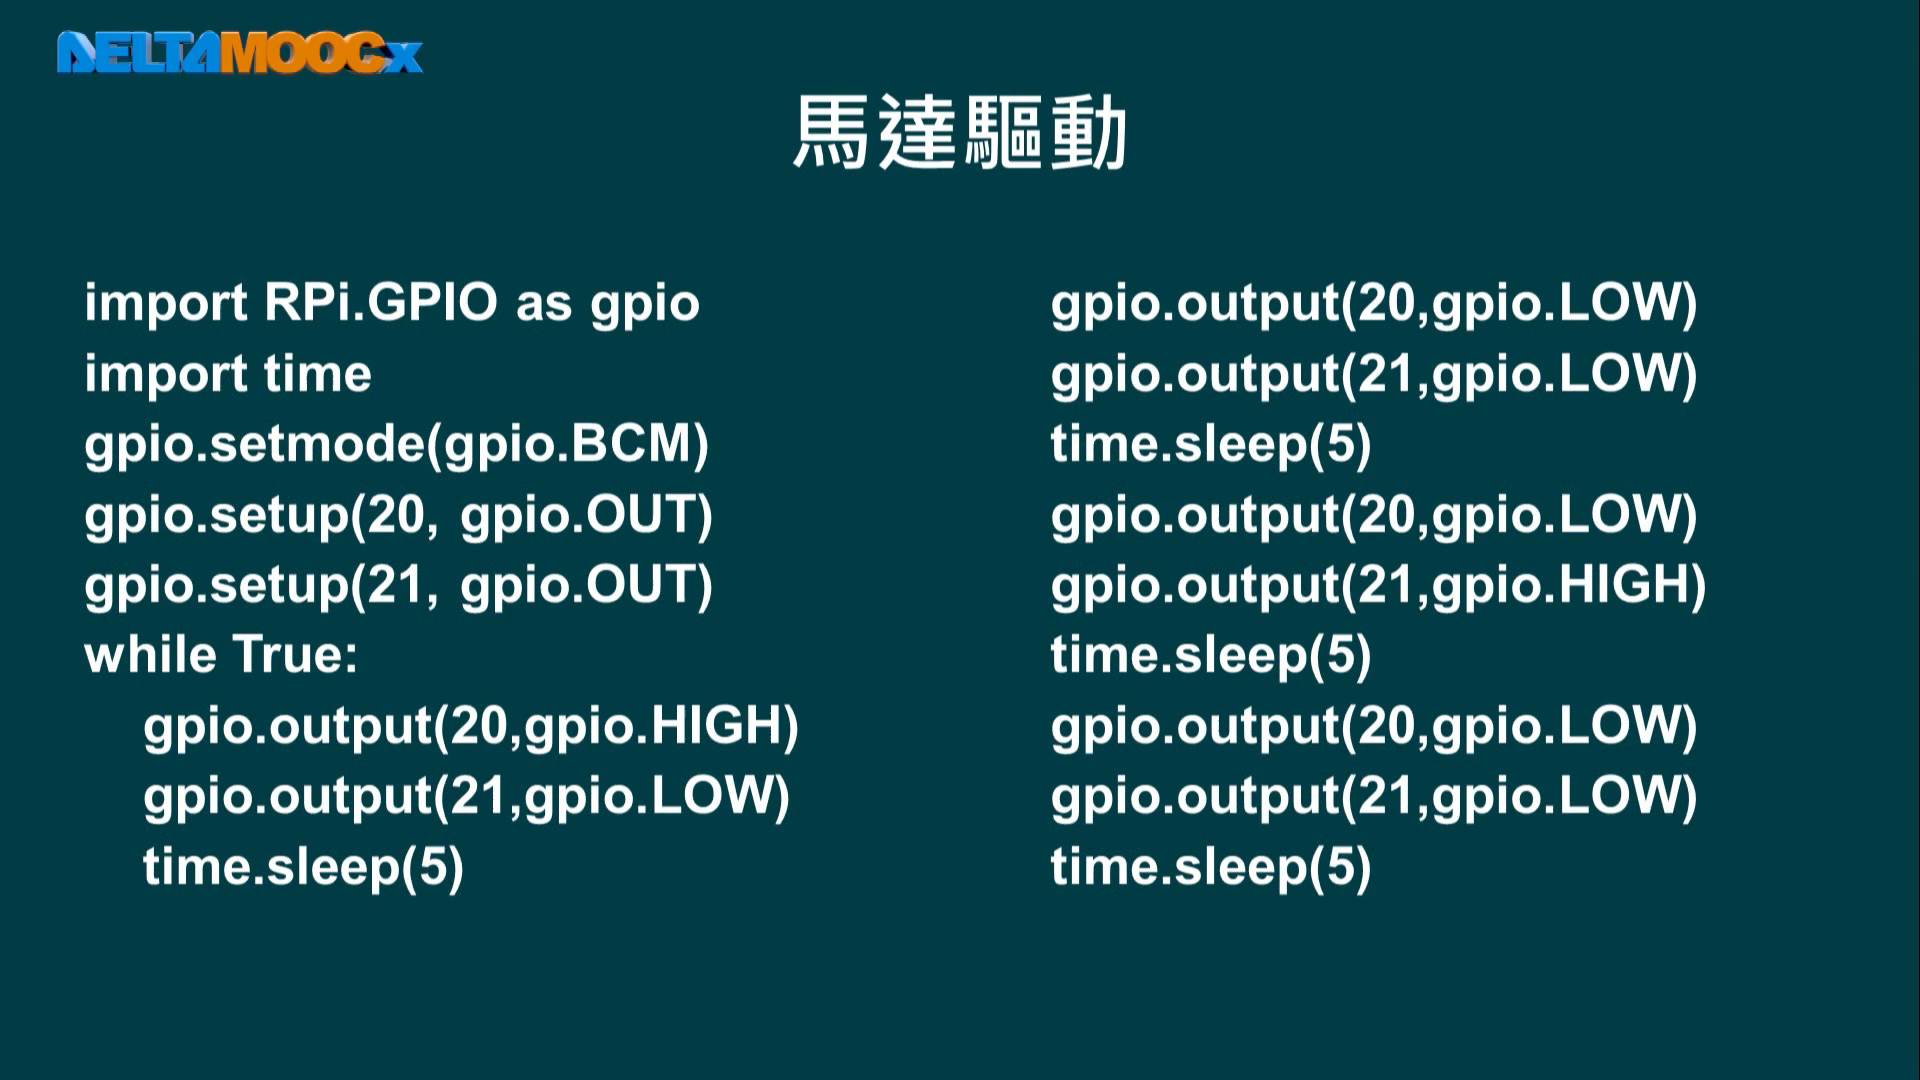 DELTAMOOCx
馬達驅動
import RPi.GPIO as gpio
import time
gpio.setmode(gpio.BCM)
gpio.setup(20, gpio.OUT)
gpio.setup(21, gpio.OUT)
while True:
    gpio.output(20,gpio.HIGH)
    gpio.output(21,gpio.LOW)
    time.sleep(5)
gpio.output(20,gpio.LOW)
gpio.output(21,gpio.LOW)
time.sleep(5)
gpio.output(20,gpio.LOW)
gpio.output(21,gpio.HIGH)
time.sleep(5)
gpio.output(20,gpio.LOW)
gpio.output(21,gpio.LOW)
time.sleep(5)